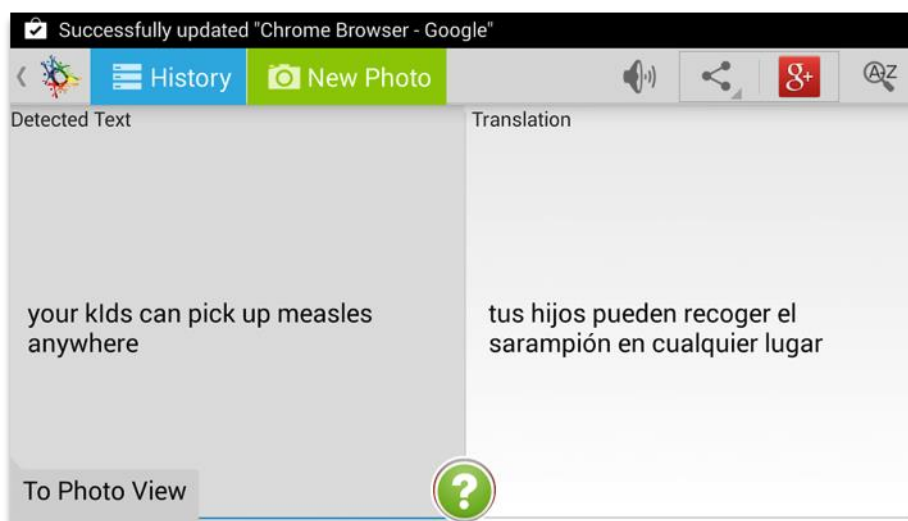 Successfully updated "Chrome Browser - Google"
History New Photo 8+ A-Z
Detected Text Translation
your kIds can pick up measles
anywhere
tus hijos pueden recoger el
sarampión en cualquier lugar
To Photo View ?